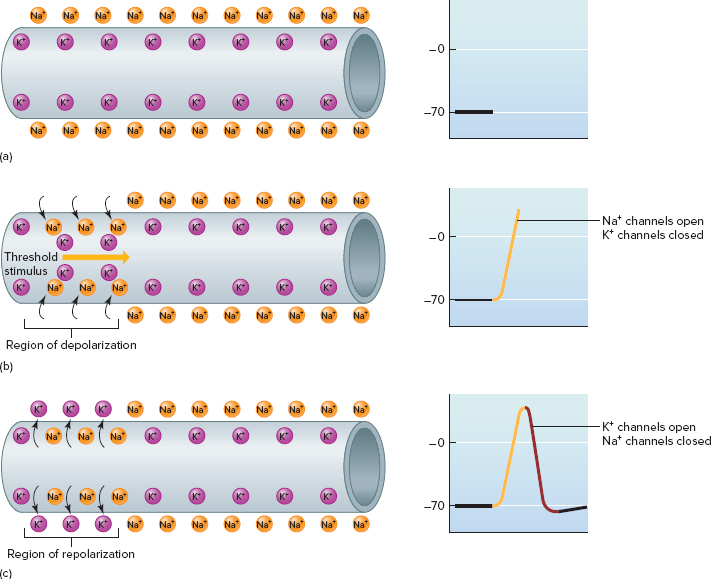 Na⁺ Na⁺ Na⁺ Na⁺ Na⁺ Na⁺ Na⁺ Na⁺ Na⁺ Na⁺ Na⁺
K⁺ K⁺ K⁺ K⁺ K⁺ K⁺ K⁺ K⁺
K⁺ K⁺ K⁺ K⁺ K⁺ K⁺ K⁺ K⁺
Na⁺ Na⁺ Na⁺ Na⁺ Na⁺ Na⁺ Na⁺ Na⁺ Na⁺ Na⁺ Na⁺
–0
–70
(a)
Na⁺ Na⁺ Na⁺ Na⁺ Na⁺ Na⁺ Na⁺ Na⁺
K⁺ Na⁺ Na⁺ Na⁺ K⁺ K⁺ K⁺ K⁺ K⁺
K⁺ K⁺
Threshold
stimulus
K⁺ K⁺
K⁺ Na⁺ Na⁺ Na⁺ K⁺ K⁺ K⁺ K⁺ K⁺
Na⁺ Na⁺ Na⁺ Na⁺ Na⁺ Na⁺ Na⁺ Na⁺
Region of depolarization
–0
–70
Na⁺ channels open
K⁺ channels closed
(b)
K⁺ K⁺ K⁺ Na⁺ Na⁺ Na⁺ Na⁺ Na⁺ Na⁺ Na⁺ Na⁺
Na⁺ Na⁺ Na⁺ K⁺ K⁺ K⁺ K⁺ K⁺
Na⁺ Na⁺ Na⁺ K⁺ K⁺ K⁺ K⁺ K⁺
K⁺ K⁺ K⁺ Na⁺ Na⁺ Na⁺ Na⁺ Na⁺ Na⁺ Na⁺ Na⁺
Region of repolarization
–0
–70
K⁺ channels open
Na⁺ channels closed
(c)